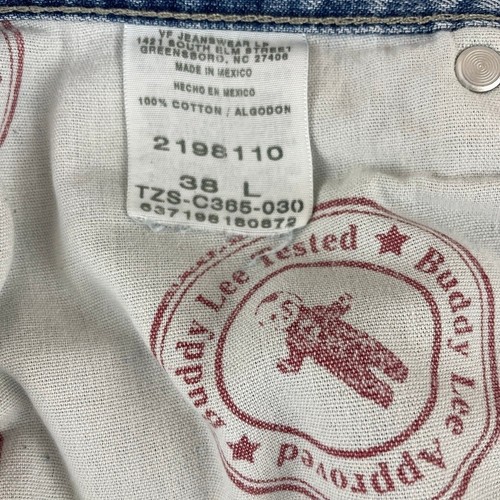 VF JEANSWEAR LP
1421 SOUTH ELM STREET
GREENSBORO, NC 27406
MADE IN MEXICO
HECHO EN MEXICO
100% COTTON / ALGODON
2198110
38 L
TZS-C365-030
637196180872
Buddy Lee Tested ★ Buddy Lee Approved ★